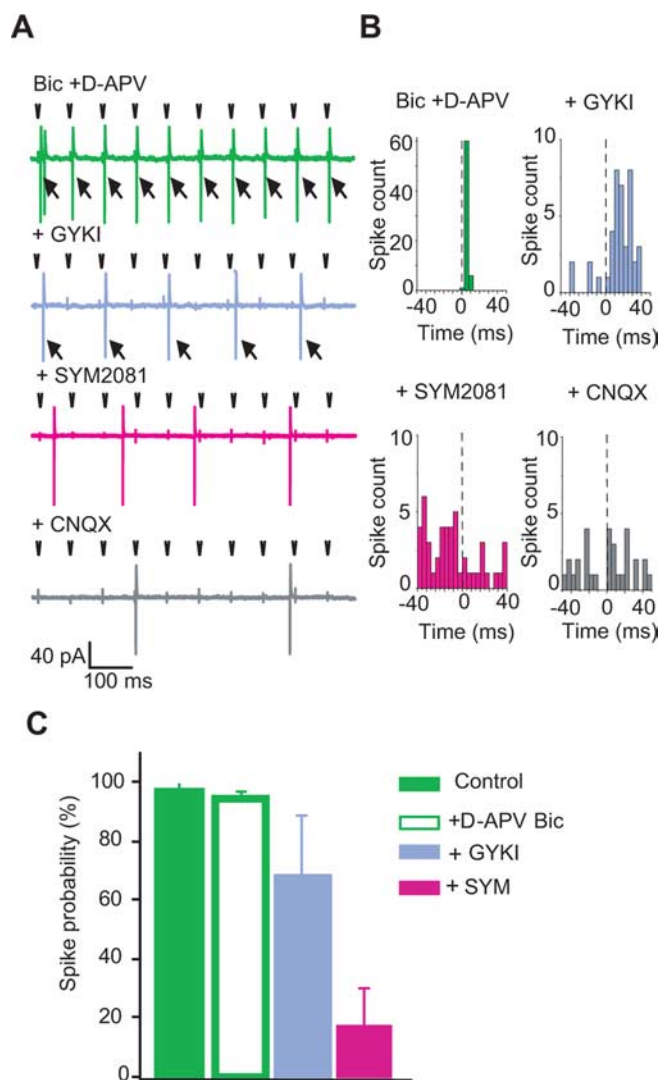 A
Bic +D-APV
+ GYKI
+ SYM2081
+ CNQX
40 pA
100 ms
B
Bic +D-APV
Spike count
60
40
20
0
-40 0 40
Time (ms)
+ GYKI
Spike count
10
5
0
-40 0 40
Time (ms)
+ SYM2081
Spike count
10
5
0
-40 0 40
Time (ms)
+ CNQX
Spike count
10
5
0
-40 0 40
Time (ms)
C
Spike probability (%)
100
80
60
40
20
0
Control
+D-APV Bic
+ GYKI
+ SYM